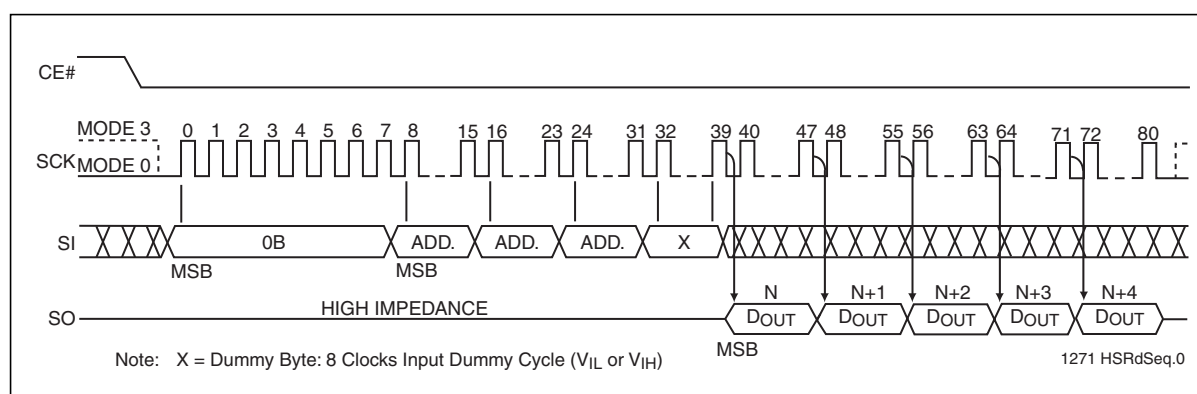 CE#
MODE 3 0 1 2 3 4 5 6 7 8 15 16 23 24 31 32 39 40 47 48 55 56 63 64 71 72 80
SCK MODE 0
SI 0B ADD. ADD. ADD. X
MSB MSB
N N+1 N+2 N+3 N+4
HIGH IMPEDANCE
SO DOUT DOUT DOUT DOUT DOUT
MSB
Note: X = Dummy Byte: 8 Clocks Input Dummy Cycle (VIL or VIH)
1271 HSRdSeq.0